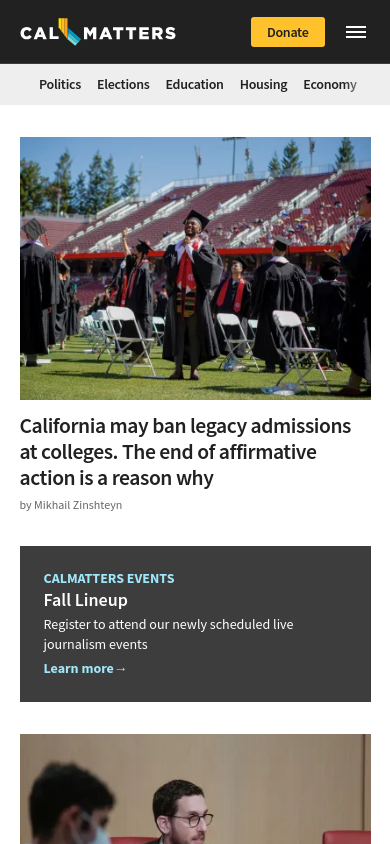 CALMATTERS
Donate
Politics Elections Education Housing Economy
California may ban legacy admissions
at colleges. The end of affirmative
action is a reason why
by Mikhail Zinshteyn
CALMATTERS EVENTS
Fall Lineup
Register to attend our newly scheduled live
journalism events
Learn more→